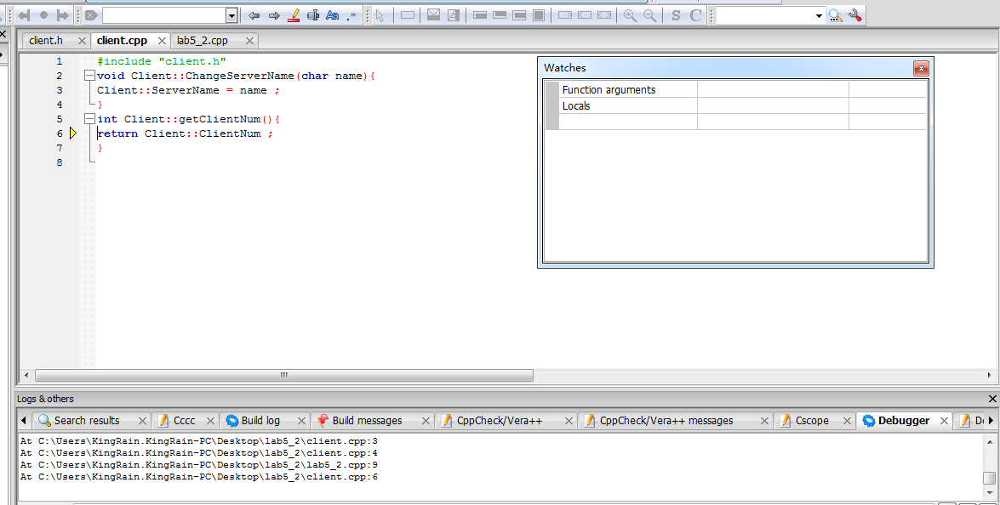 S C
client.h client.cpp lab5_2.cpp
1 #include "client.h"
2 void Client::ChangeServerName(char name){
3 Client::ServerName = name ;
4 }
5 int Client::getClientNum(){
6 return Client::ClientNum ;
7 }
8
Watches
Function arguments
Locals
Logs & others
Search results Cccc Build log Build messages CppCheck/Vera++ CppCheck/Vera++ messages Cscope Debugger
At C:\Users\KingRain.KingRain-PC\Desktop\lab5_2\client.cpp:3
At C:\Users\KingRain.KingRain-PC\Desktop\lab5_2\client.cpp:4
At C:\Users\KingRain.KingRain-PC\Desktop\lab5_2\lab5_2.cpp:9
At C:\Users\KingRain.KingRain-PC\Desktop\lab5_2\client.cpp:6